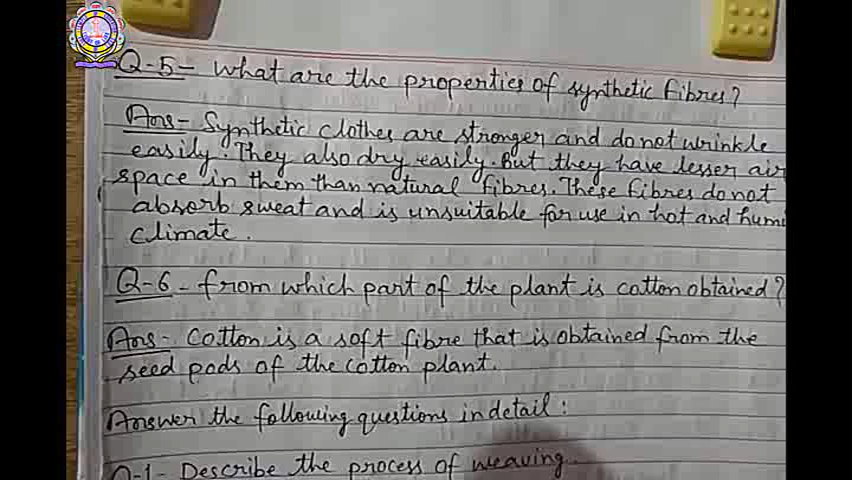 Q-5- What are the properties of synthetic fibres?
Ans- Synthetic clothes are stronger and do not wrinkle
easily. They also dry easily. But they have lesser air
space in them than natural fibres. These fibres do not
absorb sweat and is unsuitable for use in hot and humi
climate.
Q-6- from which part of the plant is cotton obtained?
Ans- Cotton is a soft fibre that is obtained from the
seed pods of the cotton plant.
Answer the following questions in detail:
Q-1- Describe the process of weaving.